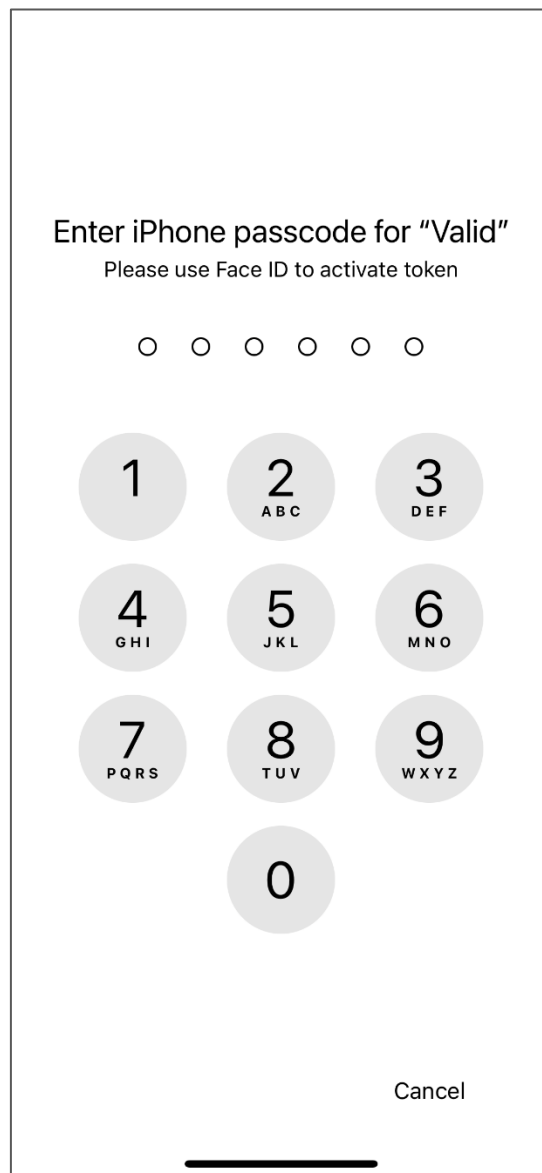 Enter iPhone passcode for “Valid”
Please use Face ID to activate token
1 2 3
ABC DEF
4 5 6
GHI JKL MNO
7 8 9
PQRS TUV WXYZ
0
Cancel